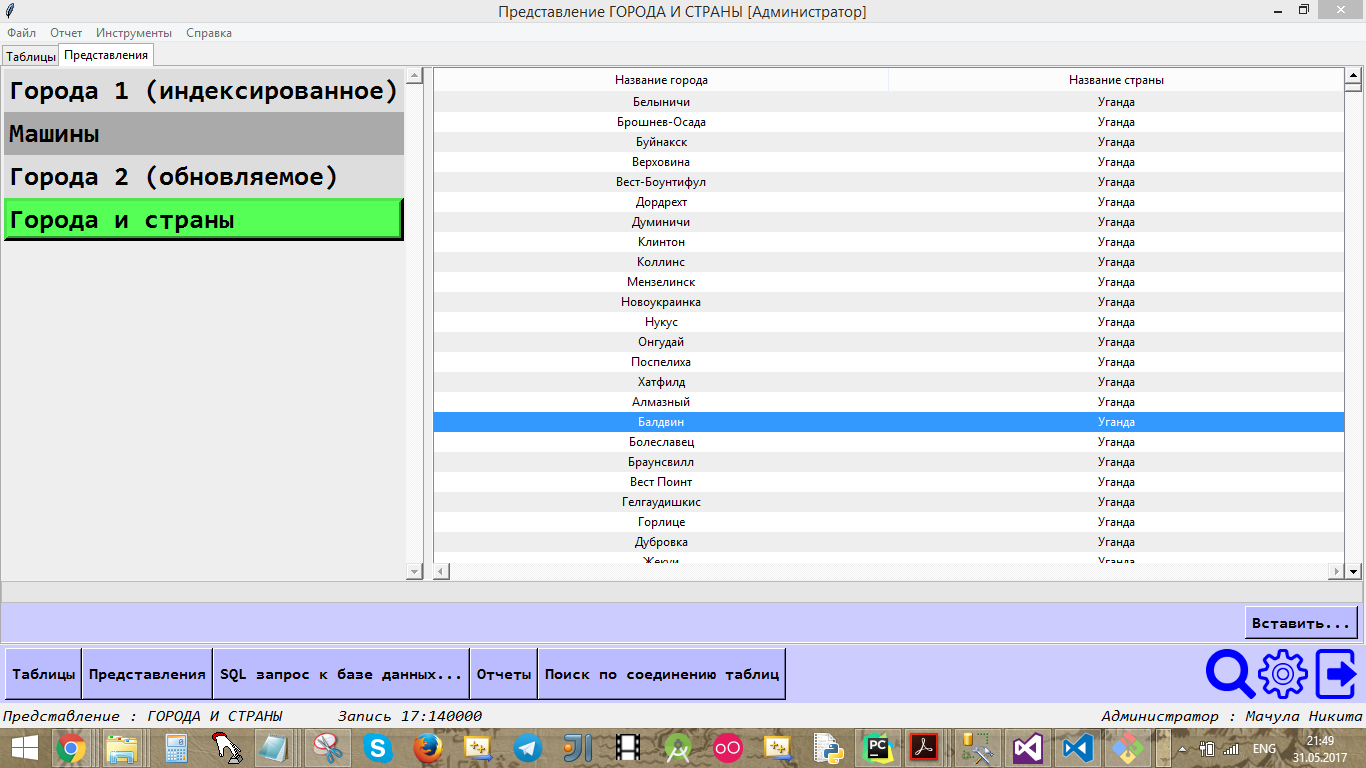 Представление ГОРОДА И СТРАНЫ [Администратор]
Файл Отчет Инструменты Справка
Таблицы Представления
Города 1 (индексированное)
Машины
Города 2 (обновляемое)
Города и страны
Название города Название страны
Белыничи Уганда
Брошнев-Осада Уганда
Буйнакск Уганда
Верховина Уганда
Вест-Боунтифул Уганда
Дордрехт Уганда
Думиничи Уганда
Клинтон Уганда
Коллинс Уганда
Мензелинск Уганда
Новоукраинка Уганда
Нукус Уганда
Онгудай Уганда
Поспелиха Уганда
Хатфилд Уганда
Алмазный Уганда
Балдвин Уганда
Болеславец Уганда
Браунсвилл Уганда
Вест Поинт Уганда
Гелгаудишкис Уганда
Горлице Уганда
Дубровка Уганда
Жекуи Уганда
Вставить...
Таблицы Представления SQL запрос к базе данных... Отчеты Поиск по соединению таблиц
Представление : ГОРОДА И СТРАНЫ Запись 17:140000 Администратор : Мачула Никита
PC
ENG
21:49
31.05.2017